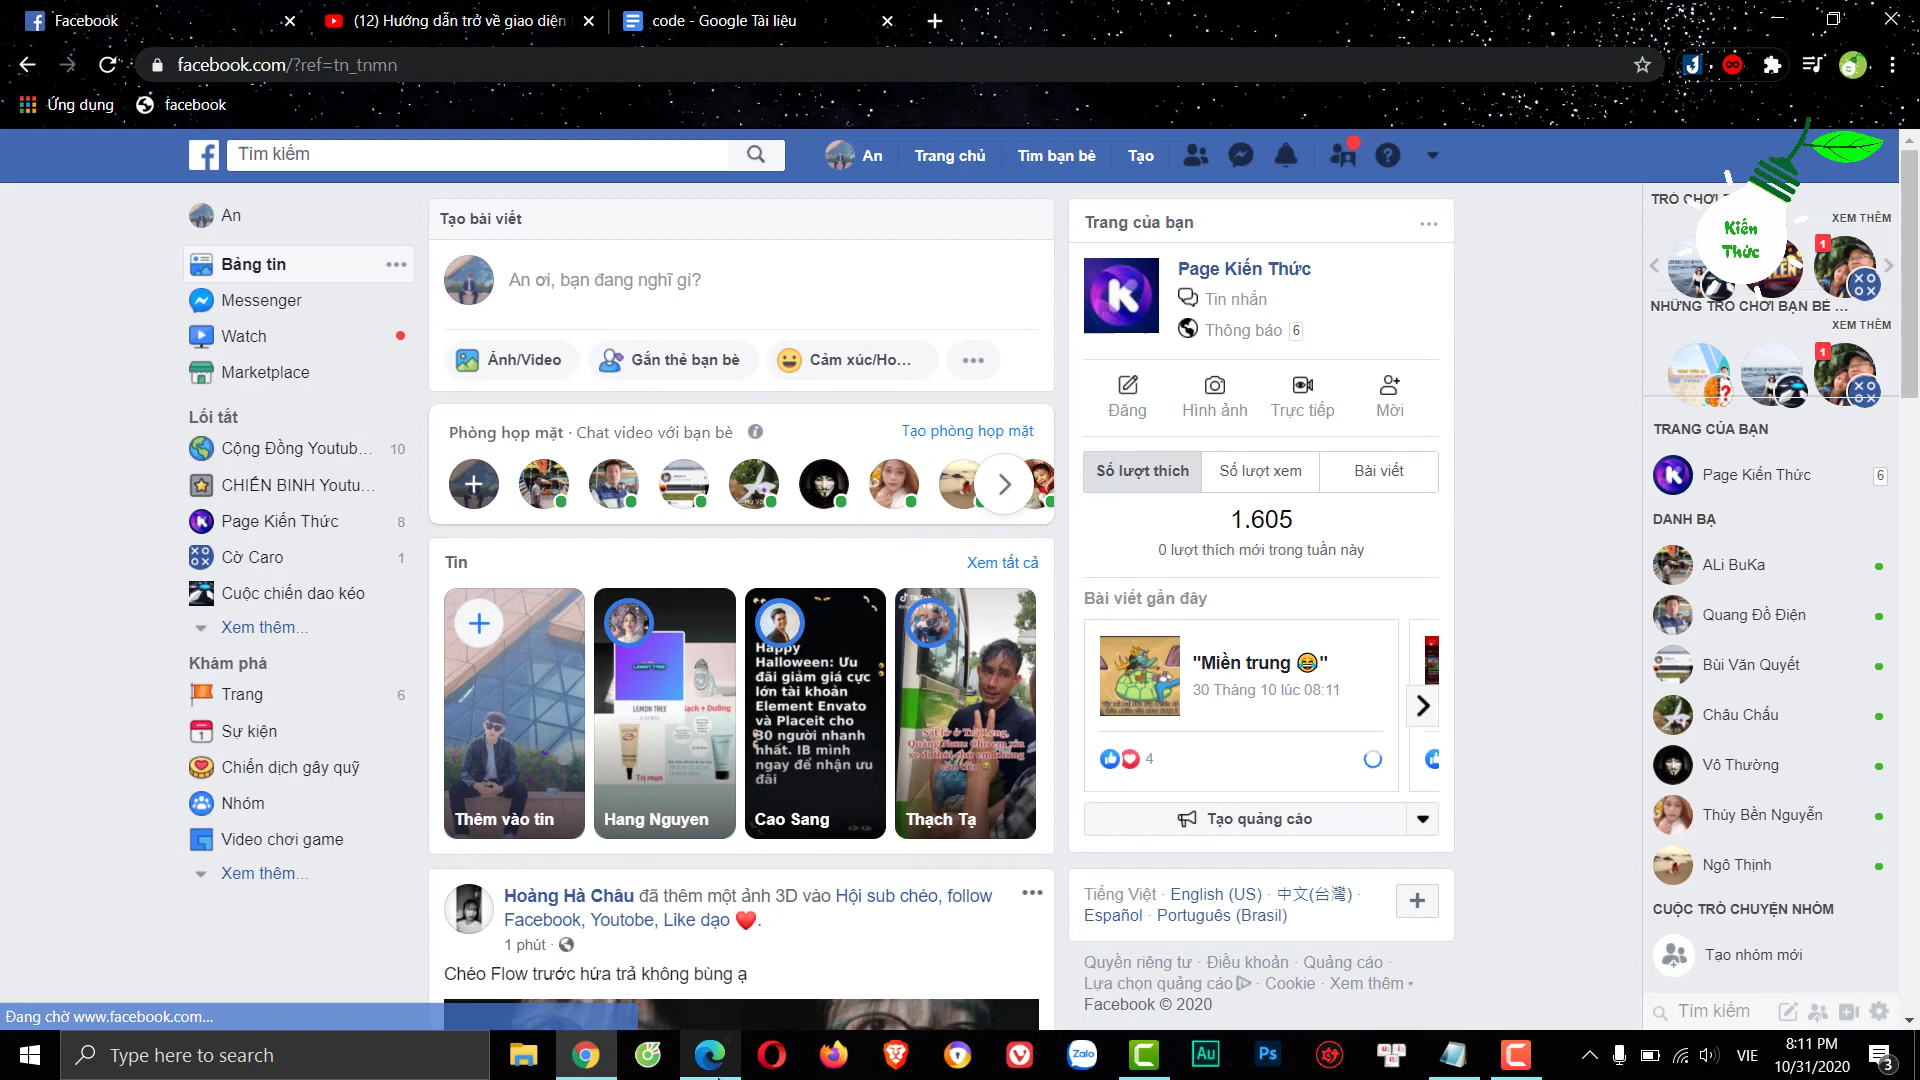 Facebook
(12) Hướng dẫn trở về giao diện
code - Google Tài liệu
facebook.com/?ref=tn_tnmn
Ứng dụng
facebook
Tìm kiếm
An
Trang chủ
Tìm bạn bè
Tạo
An
Bảng tin
Messenger
Watch
Marketplace
Lối tắt
Cộng Đồng Youtub... 10
CHIẾN BINH Youtu...
Page Kiến Thức 8
Cờ Caro 1
Cuộc chiến dao kéo
Xem thêm...
Khám phá
Trang 6
Sự kiện
Chiến dịch gây quỹ
Nhóm
Video chơi game
Xem thêm...
Tạo bài viết
An ơi, bạn đang nghĩ gì?
Ảnh/Video
Gắn thẻ bạn bè
Cảm xúc/Ho...
Phòng họp mặt · Chat video với bạn bè
Tạo phòng họp mặt
Tin
Xem tất cả
Thêm vào tin
LEMON TREE
Trị mụn
Hang Nguyen
Happy
Halloween: Ưu
đãi giảm giá cực
lớn tài khoản
Element Envato
và Placeit cho
30 người nhanh
nhất. IB mình
ngay để nhận ưu
đãi
Cao Sang
Thạch Tạ
Hoàng Hà Châu đã thêm một ảnh 3D vào Hội sub chéo, follow
Facebook, Youtobe, Like dạo ❤️.
1 phút ·
Chéo Flow trước hứa trả không bùng ạ
Trang của bạn
Page Kiến Thức
Tin nhắn
Thông báo 6
Đăng
Hình ảnh
Trực tiếp
Mời
Số lượt thích
Số lượt xem
Bài viết
1.605
0 lượt thích mới trong tuần này
Bài viết gần đây
"Miền trung 😂"
30 Tháng 10 lúc 08:11
4
Tạo quảng cáo
Tiếng Việt · English (US) · 中文(台灣) ·
Español · Português (Brasil)
Quyền riêng tư · Điều khoản · Quảng cáo ·
Lựa chọn quảng cáo · Cookie · Xem thêm
Facebook © 2020
Kiến
Thức
XEM THÊM
1
NHỮNG TRÒ CHƠI BẠN BÈ ...
XEM THÊM
1
TRANG CỦA BẠN
Page Kiến Thức 6
DANH BẠ
ALi BuKa
Quang Đồ Điện
Bùi Văn Quyết
Châu Chấu
Vô Thường
Thúy Bền Nguyễn
Ngô Thịnh
CUỘC TRÒ CHUYỆN NHÓM
Tạo nhóm mới
Tìm kiếm
Đang chờ www.facebook.com...
Type here to search
Zalo
Au
Ps
VIE
8:11 PM
10/31/2020
3